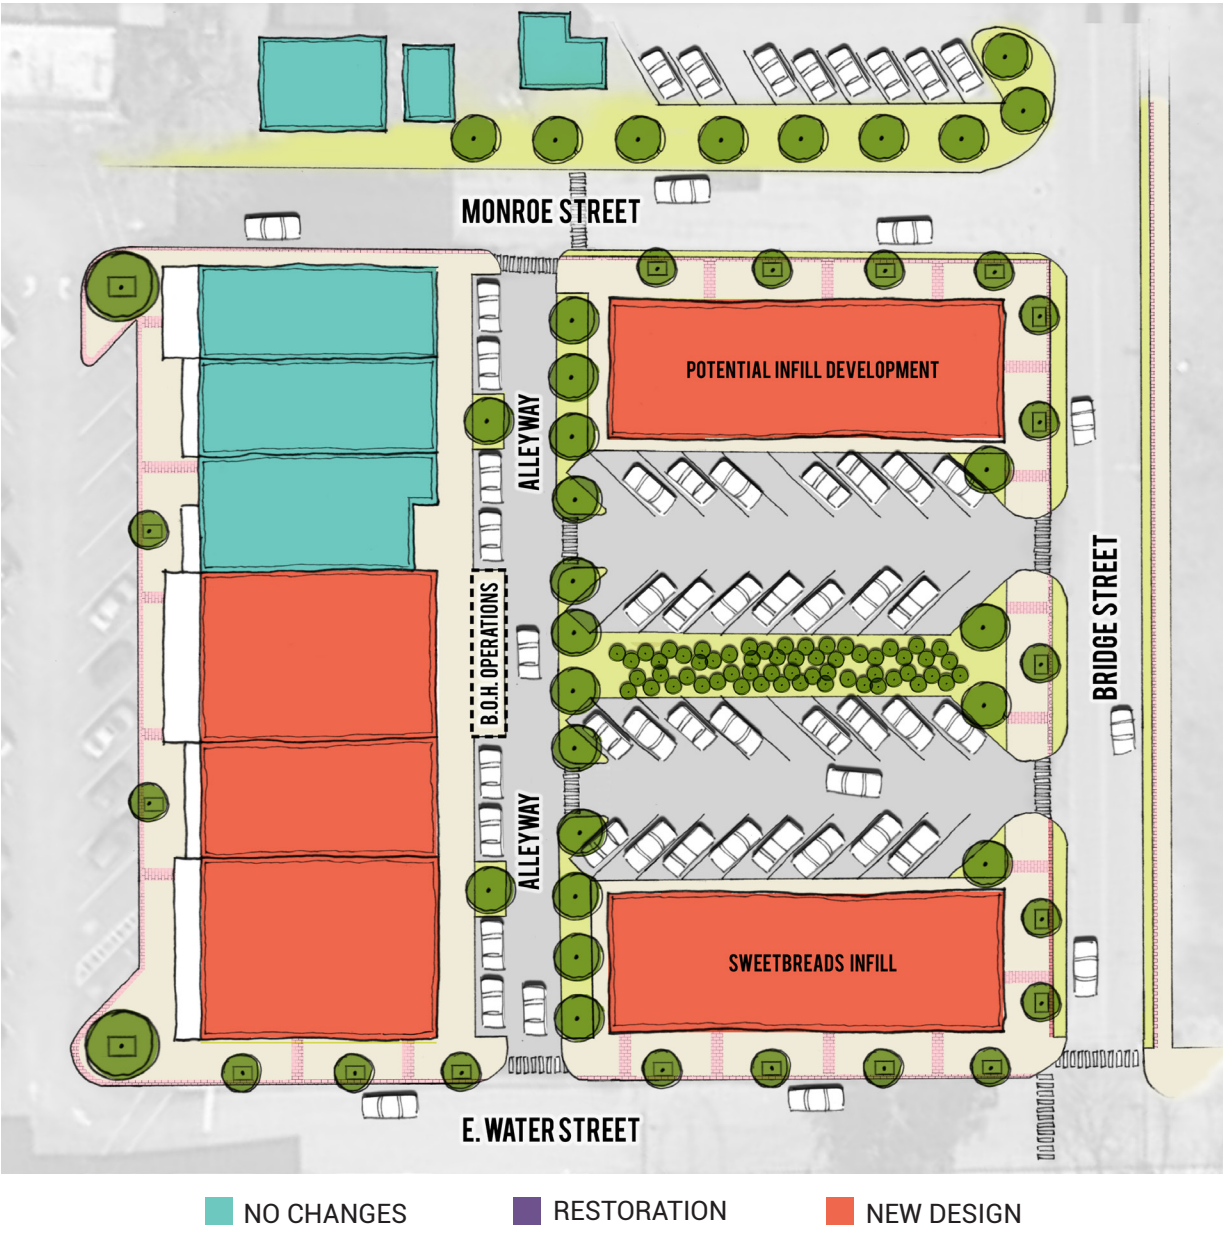 MONROE STREET
POTENTIAL INFILL DEVELOPMENT
ALLEYWAY
BRIDGE STREET
B.O.H. OPERATIONS
ALLEYWAY
SWEETBREADS INFILL
E. WATER STREET
NO CHANGES
RESTORATION
NEW DESIGN